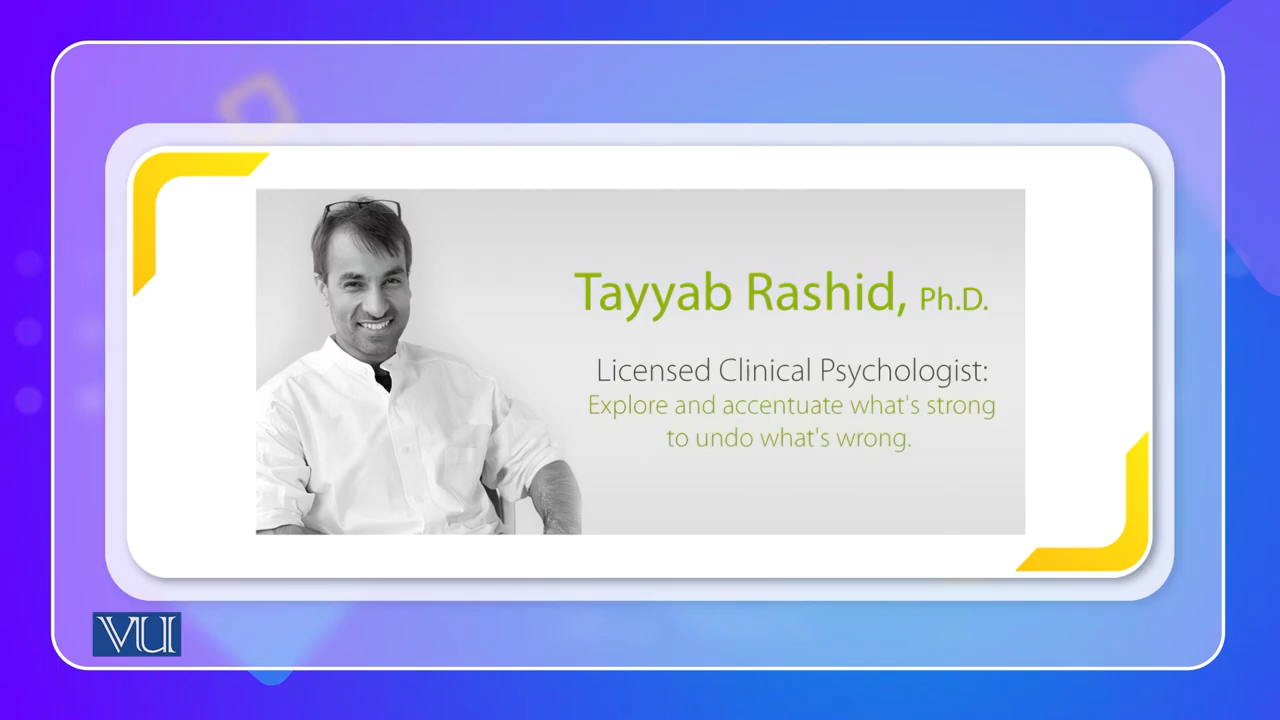 Tayyab Rashid, Ph.D.
Licensed Clinical Psychologist:
Explore and accentuate what's strong
to undo what's wrong.
VU